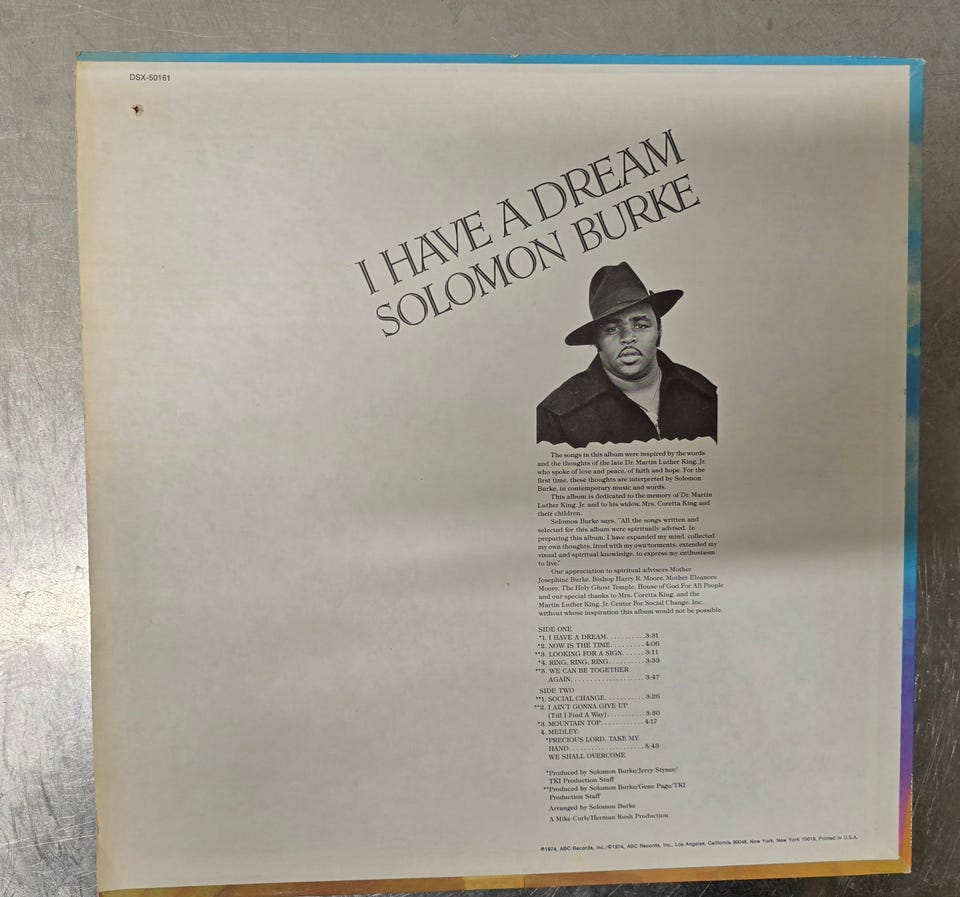 DSX-50161
I HAVE A DREAM
SOLOMON BURKE
The songs in this album were inspired by the words
and the thoughts of the late Dr. Martin Luther King, Jr.
who spoke of love and peace, of faith and hope. For the
first time, these thoughts are interpreted by Solomon
Burke, in contemporary music and words.
This album is dedicated to the memory of Dr. Martin
Luther King, Jr. and to his widow, Mrs. Coretta King and
their children.
Solomon Burke says, "All the songs written and
selected for this album were spiritually advised. In
preparing this album, I have expanded my mind, collected
my own thoughts, lived with my own torments, extended my
visual and spiritual knowledge, to express my enthusiasm
to live."
Our appreciation to spiritual advisors Mother
Josephine Burke, Bishop Harry R. Moore, Mother Eleanore
Moore, The Holy Ghost Temple, House of God For All People
and our special thanks to Mrs. Coretta King, and the
Martin Luther King, Jr. Center For Social Change, Inc.
without whose inspiration this album would not be possible.
SIDE ONE
*1. I HAVE A DREAM..........3:31
*2. NOW IS THE TIME.........4:06
**3. LOOKING FOR A SIGN......3:11
*4. RING, RING, RING.........3:33
**5. WE CAN BE TOGETHER
AGAIN....................3:47
SIDE TWO
**1. SOCIAL CHANGE..........3:26
**2. I AIN'T GONNA GIVE UP
(Till I Find A Way)..........3:20
*3. MOUNTAIN TOP...........4:17
4. MEDLEY:
*PRECIOUS LORD, TAKE MY
HAND....................5:43
WE SHALL OVERCOME
*Produced by Solomon Burke/Jerry Styner/
TKI Production Staff
**Produced by Solomon Burke/Gene Page/TKI
Production Staff
Arranged by Solomon Burke
A Mike Curb/Herman Rush Production
℗1974, ABC Records, Inc./©1974, ABC Records, Inc., Los Angeles, California 90048, New York, New York 10019, Printed in U.S.A.